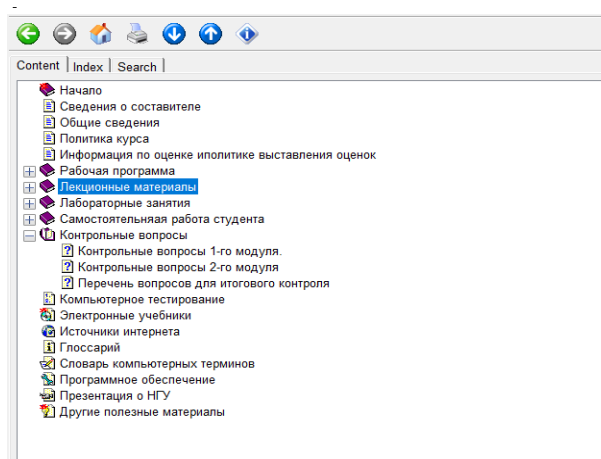 Content Index Search
Начало
Сведения о составителе
Общие сведения
Политика курса
Информация по оценке иполитике выставления оценок
Рабочая программа
Лекционные материалы
Лабораторные занятия
Самостоятельняая работа студента
Контрольные вопросы
Контрольные вопросы 1-го модуля.
Контрольные вопросы 2-го модуля
Перечень вопросов для итогового контроля
Компьютерное тестирование
Электронные учебники
Источники интернета
Глоссарий
Словарь компьютерных терминов
Программное обеспечение
Презентация о НГУ
Другие полезные материалы